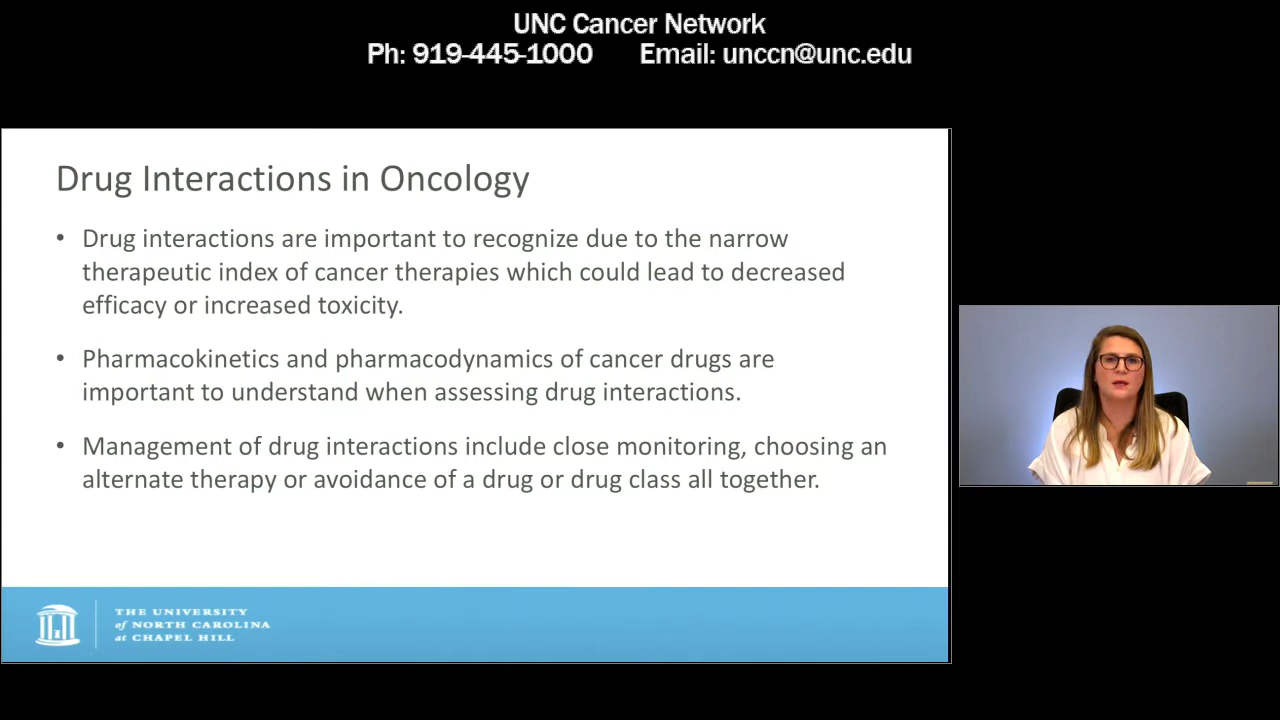 UNC Cancer Network
Ph: 919-445-1000 Email: unccn@unc.edu
Drug Interactions in Oncology
• Drug interactions are important to recognize due to the narrow
therapeutic index of cancer therapies which could lead to decreased
efficacy or increased toxicity.
• Pharmacokinetics and pharmacodynamics of cancer drugs are
important to understand when assessing drug interactions.
• Management of drug interactions include close monitoring, choosing an
alternate therapy or avoidance of a drug or drug class all together.
THE UNIVERSITY
of NORTH CAROLINA
at CHAPEL HILL